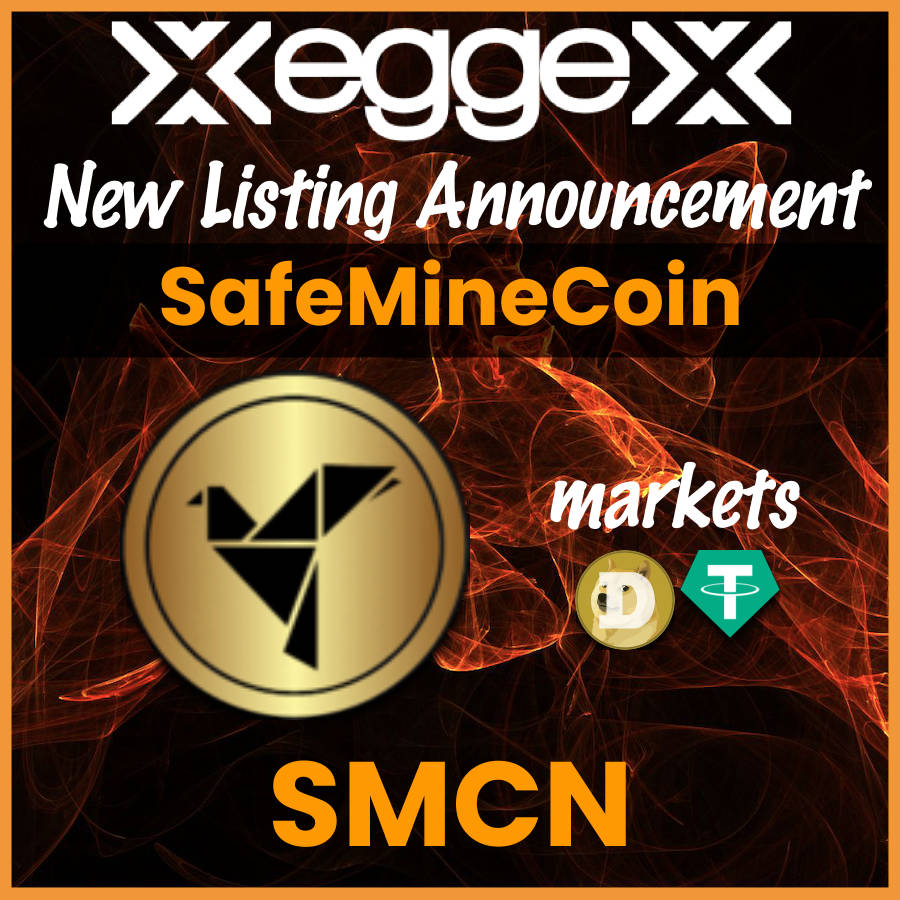 XeggeX
New Listing Announcement
SafeMineCoin
markets
D T
SMCN